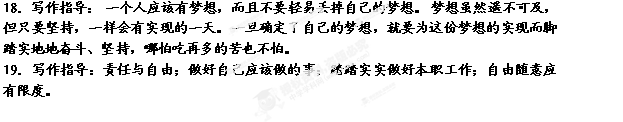 18. 写作指导： 一个人应该有梦想，而且不要轻易丢掉自己的梦想。 梦想虽然遥不可及，
但只要坚持，一样会有实现的一天。一旦确定了自己的梦想，就要为这份梦想的实现而脚
踏实地地奋斗、坚持，哪怕吃再多的苦也不怕。
19. 写作指导：责任与自由；做好自己应该做的事；踏踏实实做好本职工作；自由随意应
有限度。